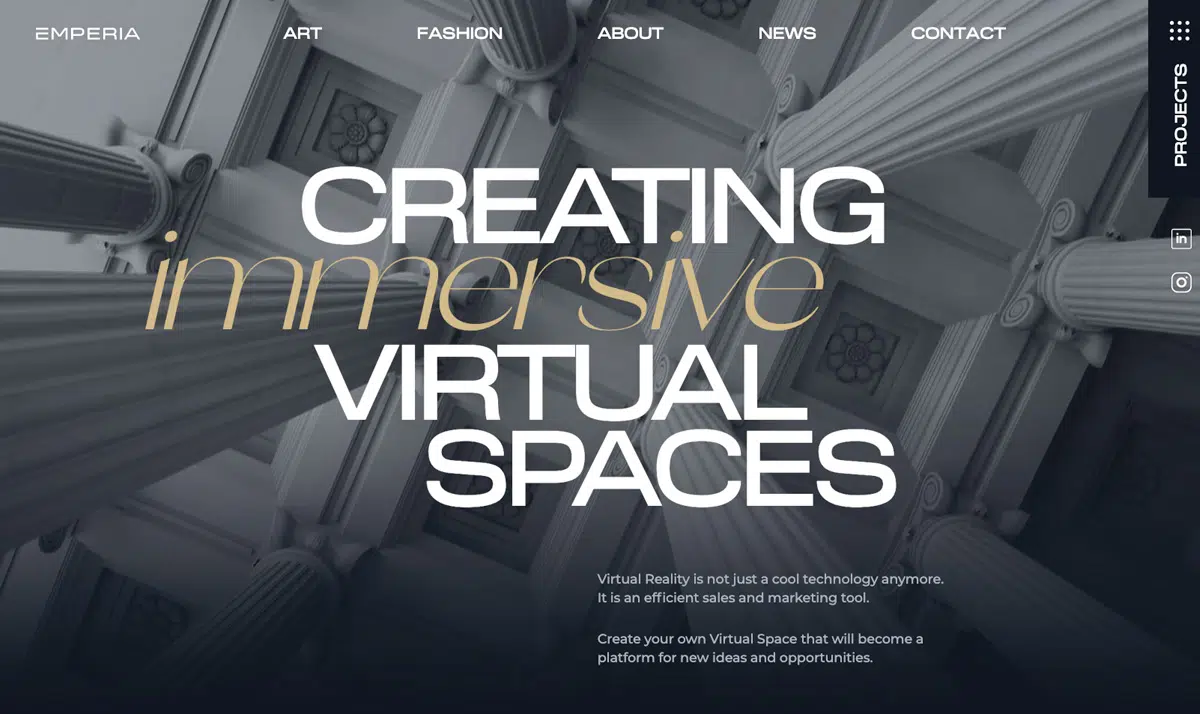 EMPERIA
ART
FASHION
ABOUT
NEWS
CONTACT
PROJECTS
in
CREATING
immersive
VIRTUAL
SPACES
Virtual Reality is not just a cool technology anymore.
It is an efficient sales and marketing tool.
Create your own Virtual Space that will become a
platform for new ideas and opportunities.